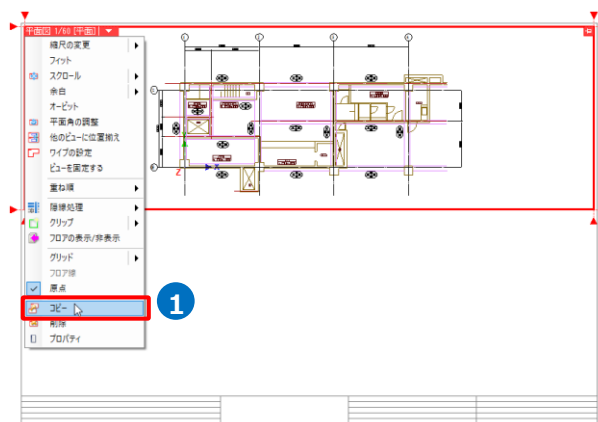 平面図 1/60 [平面]
縮尺の変更
フィット
スクロール
余白
オービット
平面角の調整
他のビューに位置揃え
ワイプの設定
ビューを固定する
重ね順
隠線処理
クリップ
フロアの表示/非表示
グリッド
フロア線
原点
コピー
削除
プロパティ
1
Z
X